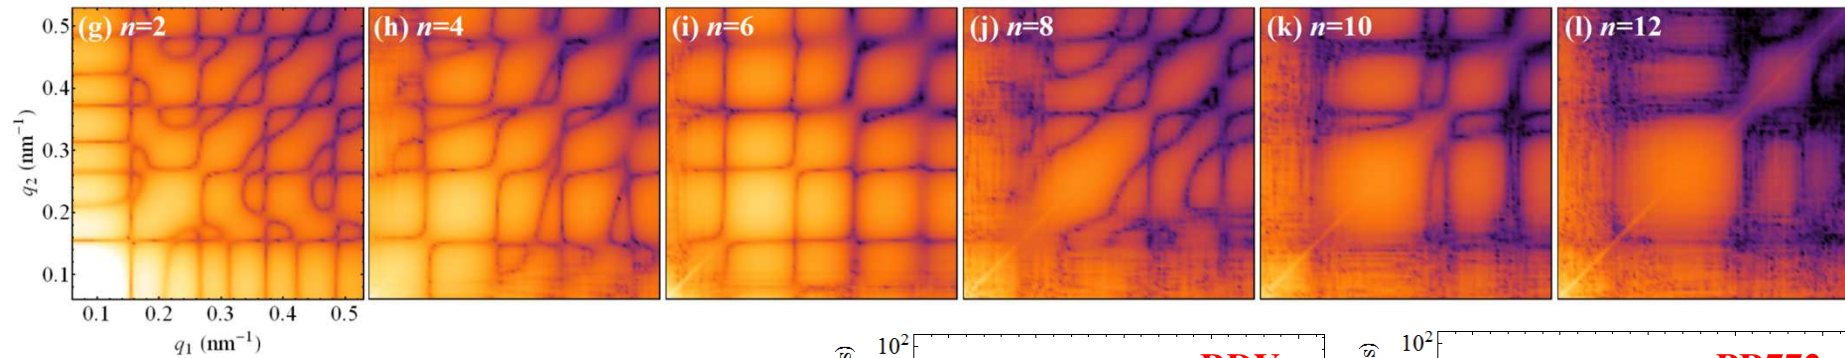 (g) n=2
(h) n=4
(i) n=6
(j) n=8
(k) n=10
(l) n=12
0.5
0.4
0.3
0.2
0.1
q2 (nm⁻¹)
0.1 0.2 0.3 0.4 0.5
q1 (nm⁻¹)
10²
10²